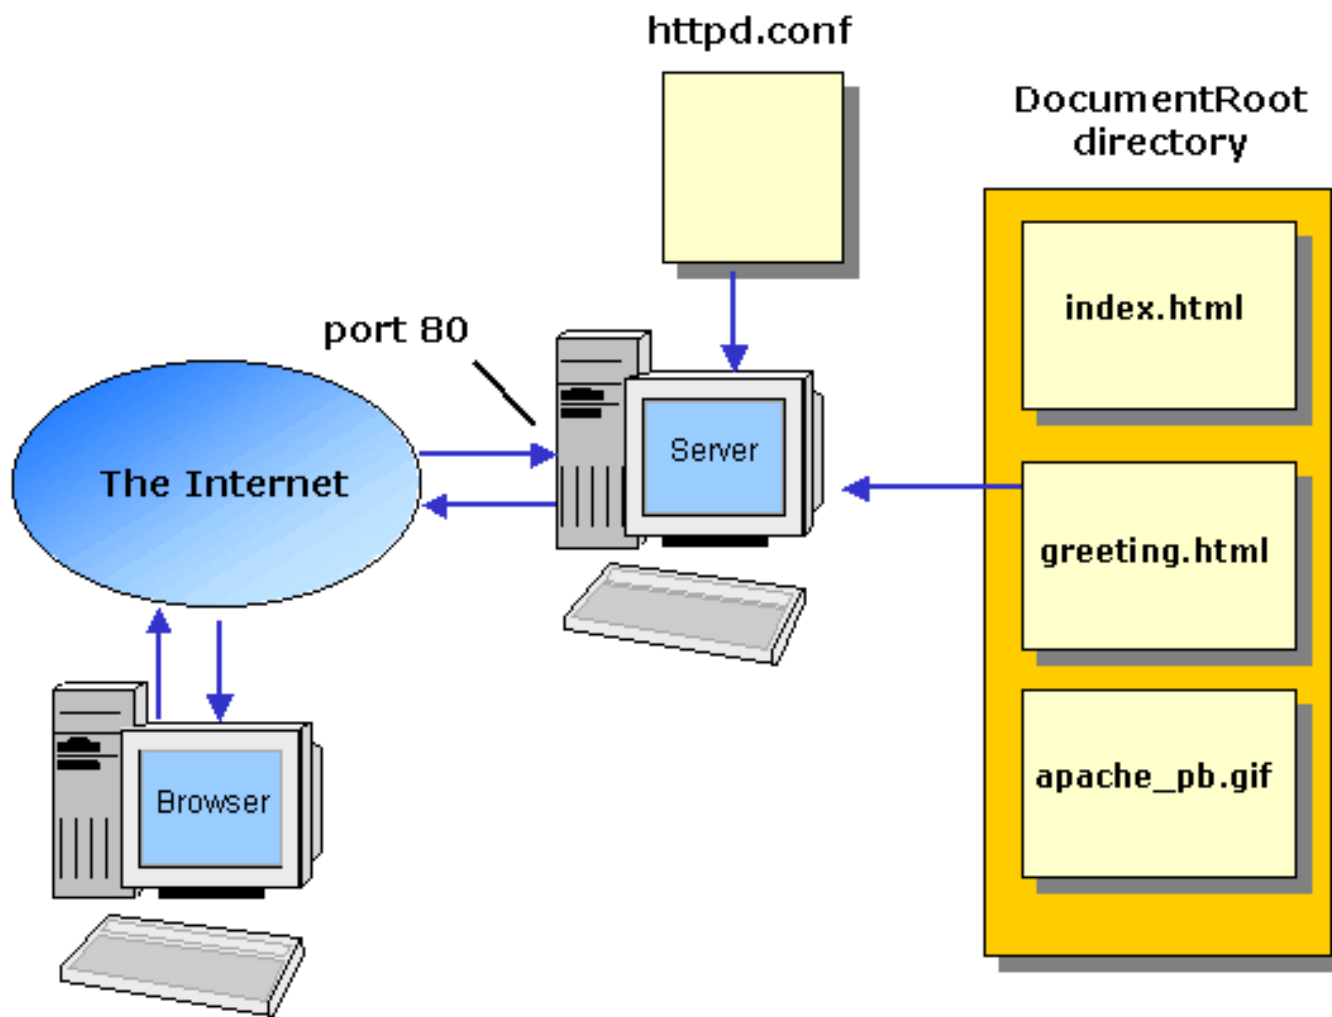 httpd.conf
DocumentRoot
directory
index.html
port 80
Server
The Internet
greeting.html
apache_pb.gif
Browser